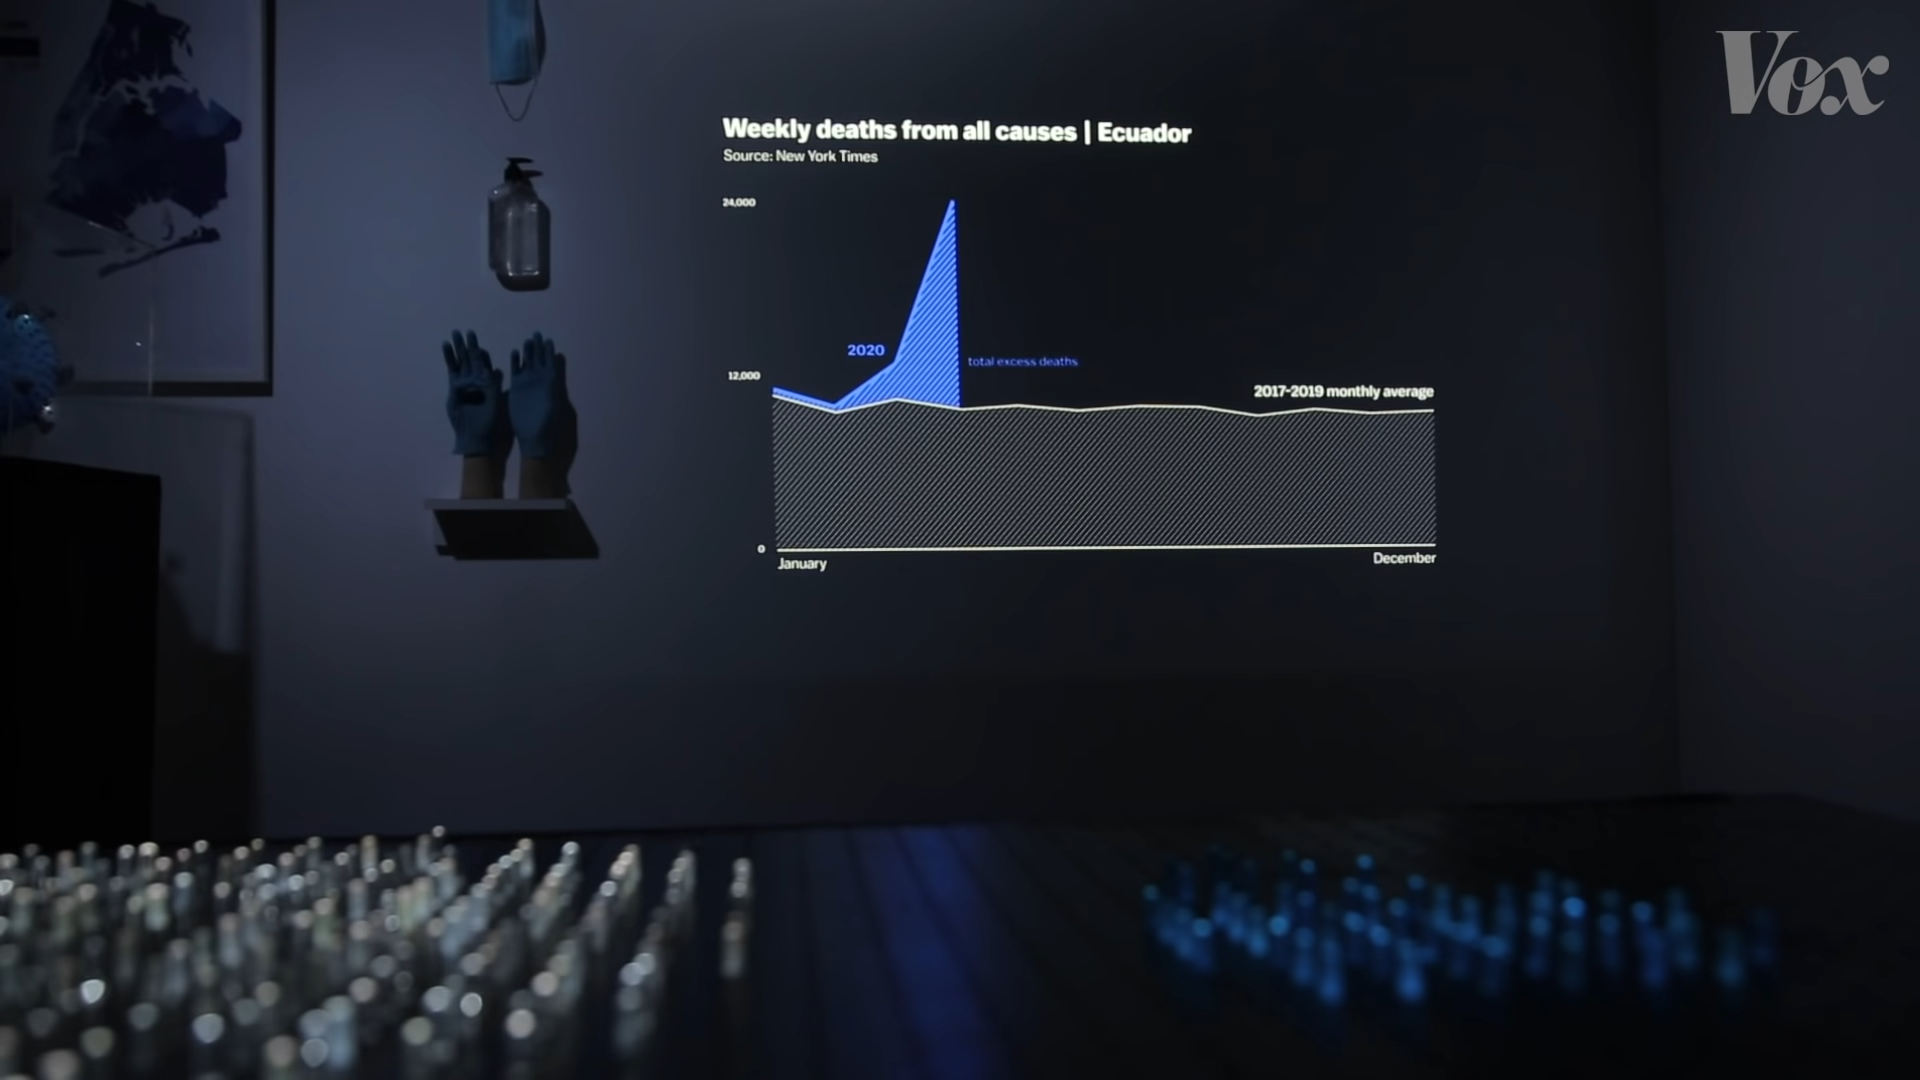 Vox
Weekly deaths from all causes | Ecuador
Source: New York Times
24,000
2020
total excess deaths
12,000
2017-2019 monthly average
0
January
December